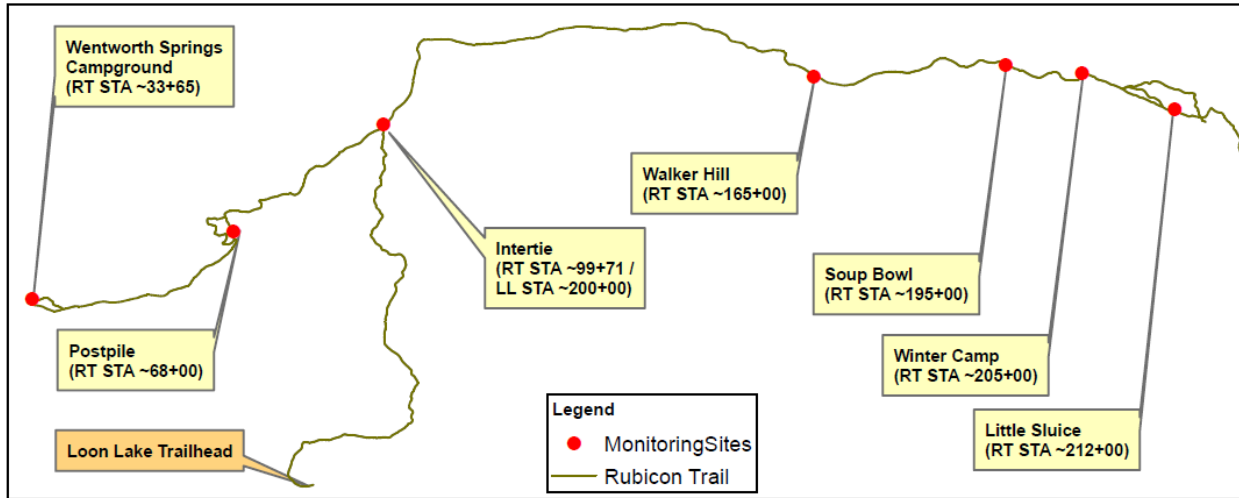 Wentworth Springs
Campground
(RT STA ~33+65)
Postpile
(RT STA ~68+00)
Loon Lake Trailhead
Intertie
(RT STA ~99+71 /
LL STA ~200+00)
Walker Hill
(RT STA ~165+00)
Soup Bowl
(RT STA ~195+00)
Winter Camp
(RT STA ~205+00)
Little Sluice
(RT STA ~212+00)
Legend
MonitoringSites
Rubicon Trail